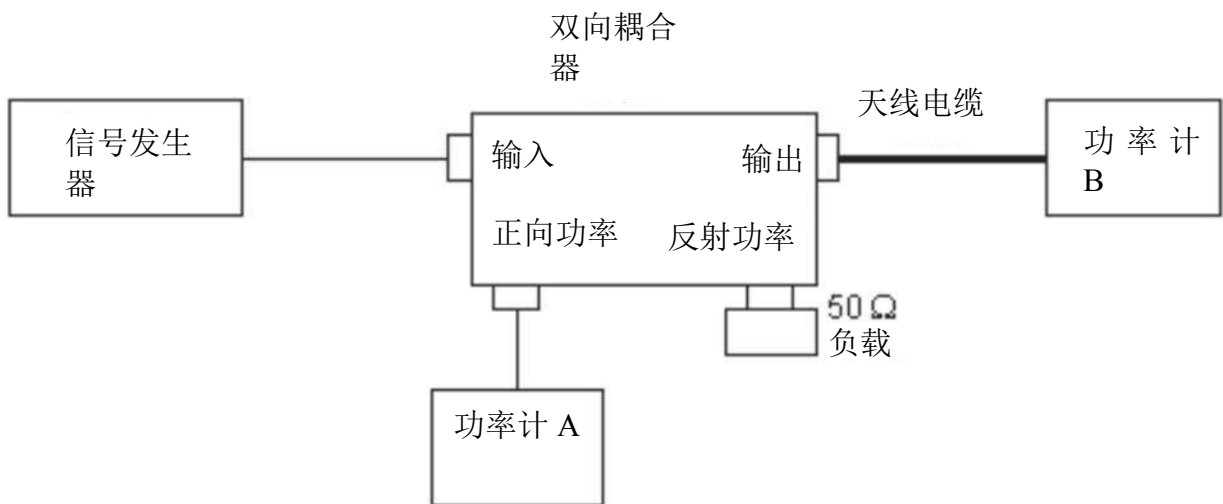 双向耦合
器
信号发生
器
输入
输出
天线电缆
功率计
B
正向功率
反射功率
50 Ω
负载
功率计 A